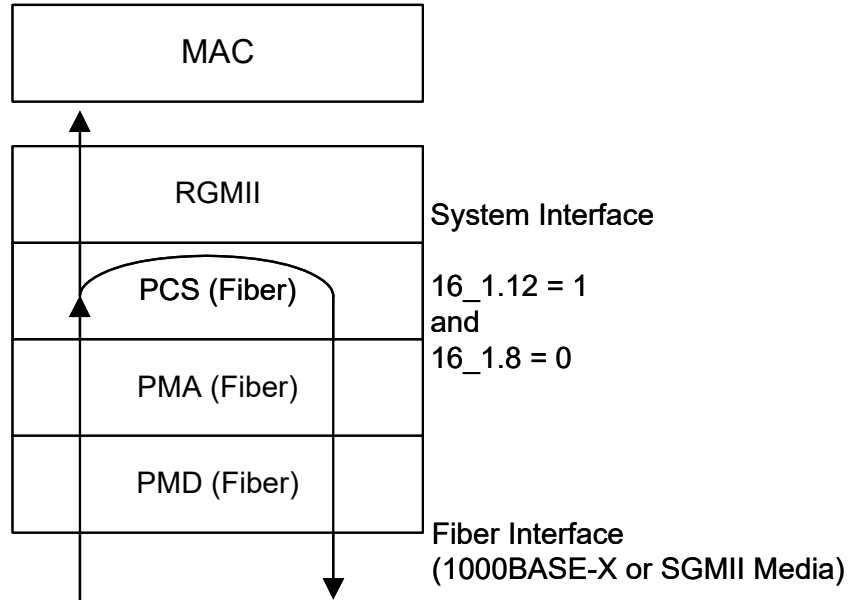 MAC
RGMII
System Interface
PCS (Fiber)
16_1.12 = 1
and
16_1.8 = 0
PMA (Fiber)
PMD (Fiber)
Fiber Interface
(1000BASE-X or SGMII Media)